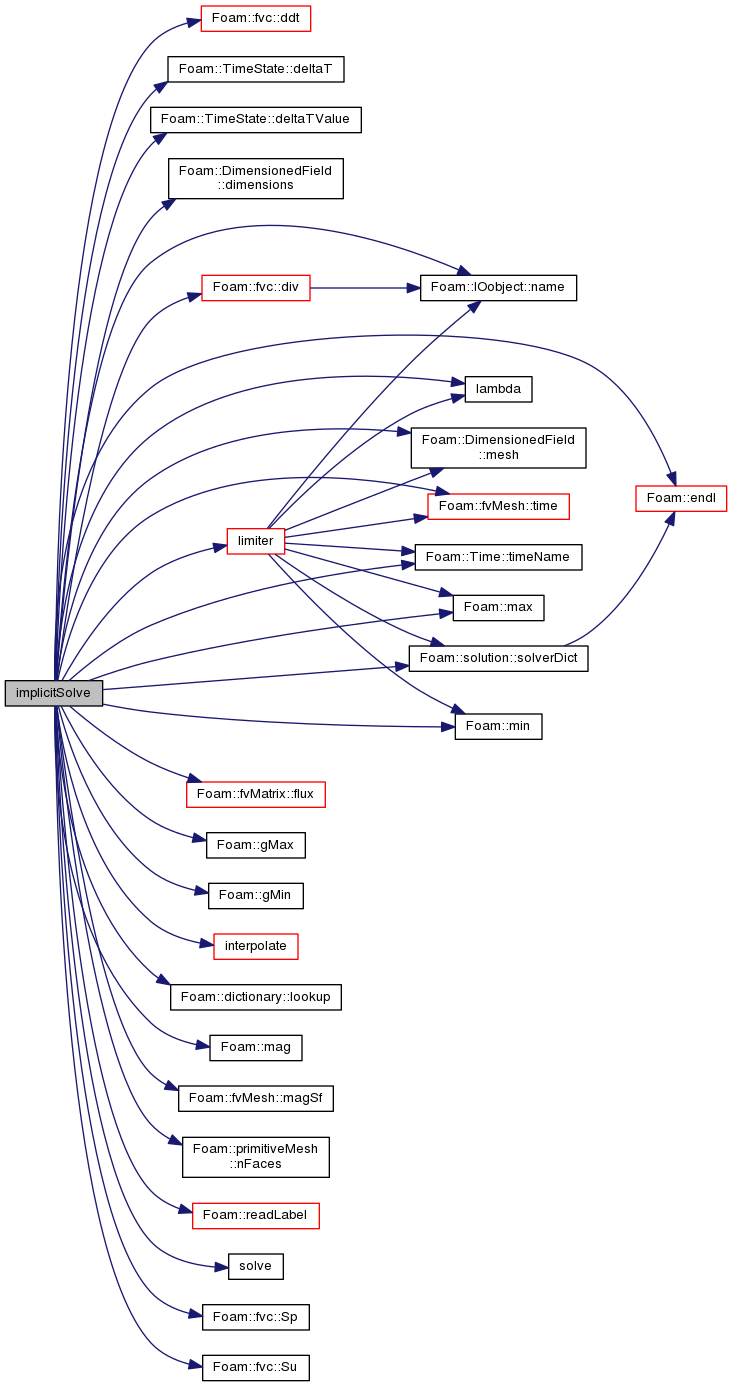 Foam::fvc::ddt
Foam::TimeState::deltaT
Foam::TimeState::deltaTValue
Foam::DimensionedField
::dimensions
Foam::fvc::div
Foam::IOobject::name
lambda
Foam::DimensionedField
::mesh
Foam::fvMesh::time
Foam::endl
limiter
Foam::Time::timeName
Foam::max
Foam::solution::solverDict
implicitSolve
Foam::min
Foam::fvMatrix::flux
Foam::gMax
Foam::gMin
interpolate
Foam::dictionary::lookup
Foam::mag
Foam::fvMesh::magSf
Foam::primitiveMesh
::nFaces
Foam::readLabel
solve
Foam::fvc::Sp
Foam::fvc::Su